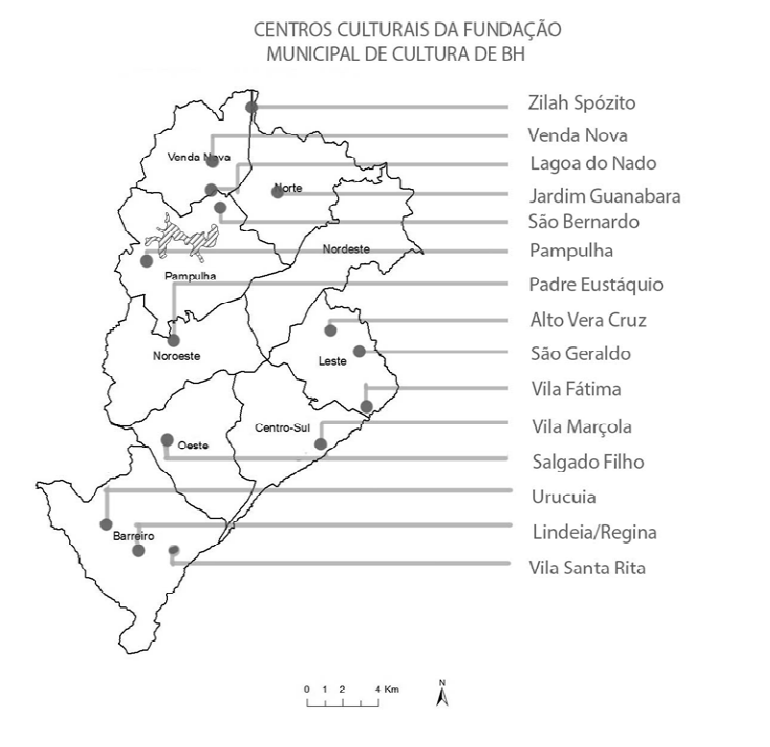 CENTROS CULTURAIS DA FUNDAÇÃO
MUNICIPAL DE CULTURA DE BH
Zilah Spózito
Venda Nova
Lagoa do Nado
Jardim Guanabara
São Bernardo
Pampulha
Padre Eustáquio
Alto Vera Cruz
São Geraldo
Vila Fátima
Vila Marçola
Salgado Filho
Urucuia
Lindeia/Regina
Vila Santa Rita
Venda Nova
Norte
Nordeste
Pampulha
Noroeste
Leste
Centro-Sul
Oeste
Barreiro
0 1 2 4 Km
N